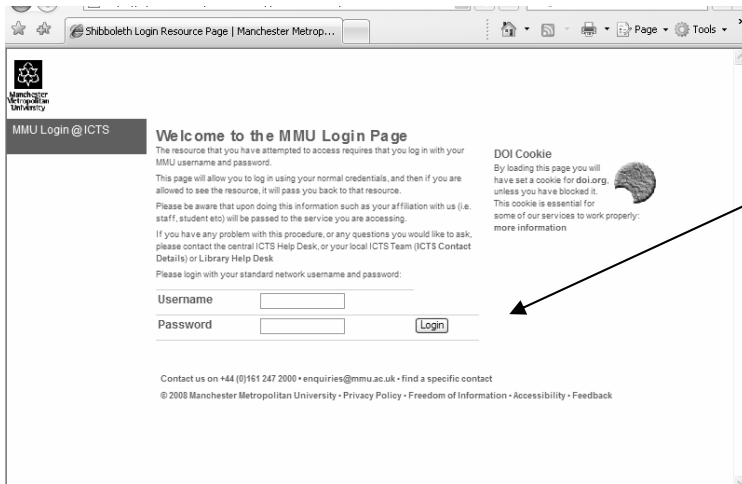 Shibboleth Login Resource Page | Manchester Metrop...
Page
Tools
Manchester
Metropolitan
University
MMU Login @ ICTS
Welcome to the MMU Login Page
The resource that you have attempted to access requires that you log in with your
MMU username and password.
This page will allow you to log in using your normal credentials, and then if you are
allowed to see the resource, it will pass you back to that resource.
Please be aware that upon doing this information such as your affiliation with us (i.e.
staff, student etc) will be passed to the service you are accessing.
If you have any problem with this procedure, or any questions you would like to ask,
please contact the central ICTS Help Desk, or your local ICTS Team (ICTS Contact
Details) or Library Help Desk
Please login with your standard network username and password:
Username
Password
Login
DOI Cookie
By loading this page you will
have set a cookie for doi.org,
unless you have blocked it.
This cookie is essential for
some of our services to work properly:
more information
Contact us on +44 (0)161 247 2000 • enquiries@mmu.ac.uk • find a specific contact
© 2008 Manchester Metropolitan University • Privacy Policy • Freedom of Information • Accessibility • Feedback